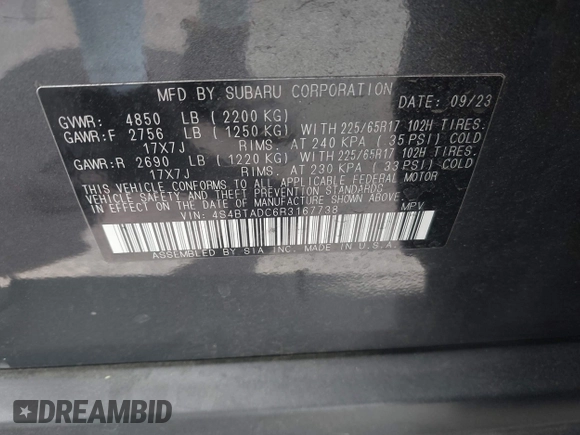 MFD BY SUBARU CORPORATION
DATE: 09/23
GVWR: 4850 LB (2200 KG)
GAWR:F 2756 LB (1250 KG) WITH 225/65R17 102H TIRES.
17X7J RIMS. AT 240 KPA (35 PSI) COLD
GAWR:R 2690 LB (1220 KG) WITH 225/65R17 102H TIRES.
17X7J RIMS. AT 230 KPA (33 PSI) COLD
THIS VEHICLE CONFORMS TO ALL APPLICABLE FEDERAL MOTOR
VEHICLE SAFETY STANDARDS IN
EFFECT ON THE DATE OF MANUFACTURE SHOWN ABOVE.
VIN: 4S4BTADC6R3167738 MPV
ASSEMBLED BY SIA INC. MADE IN U.S.A.
DREAMBID